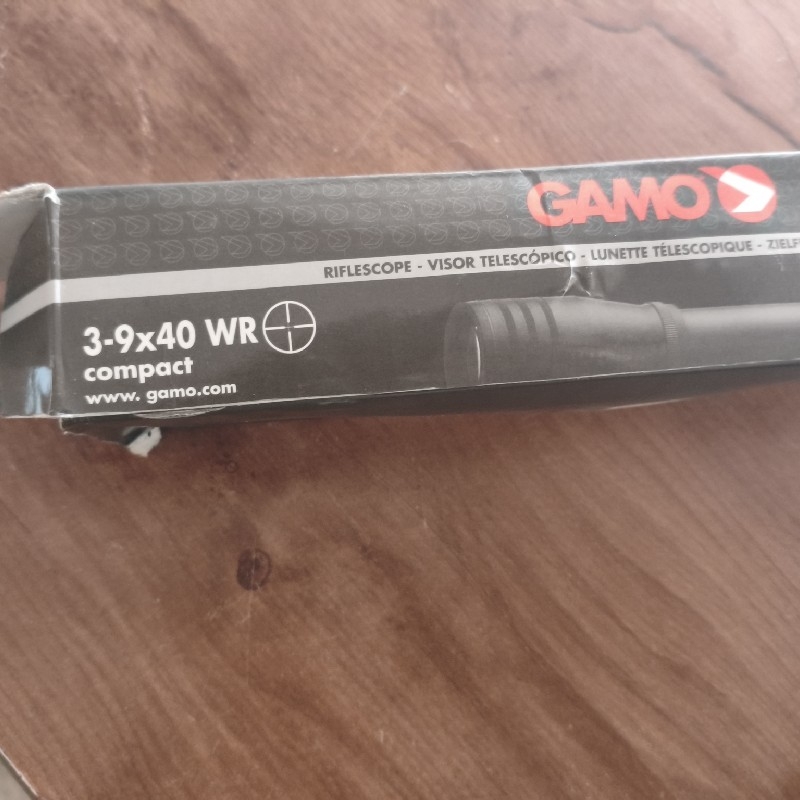 GAMO
RIFLESCOPE - VISOR TELESCÓPICO - LUNETTE TÉLESCOPIQUE -
3-9x40 WR
compact
www. gamo.com